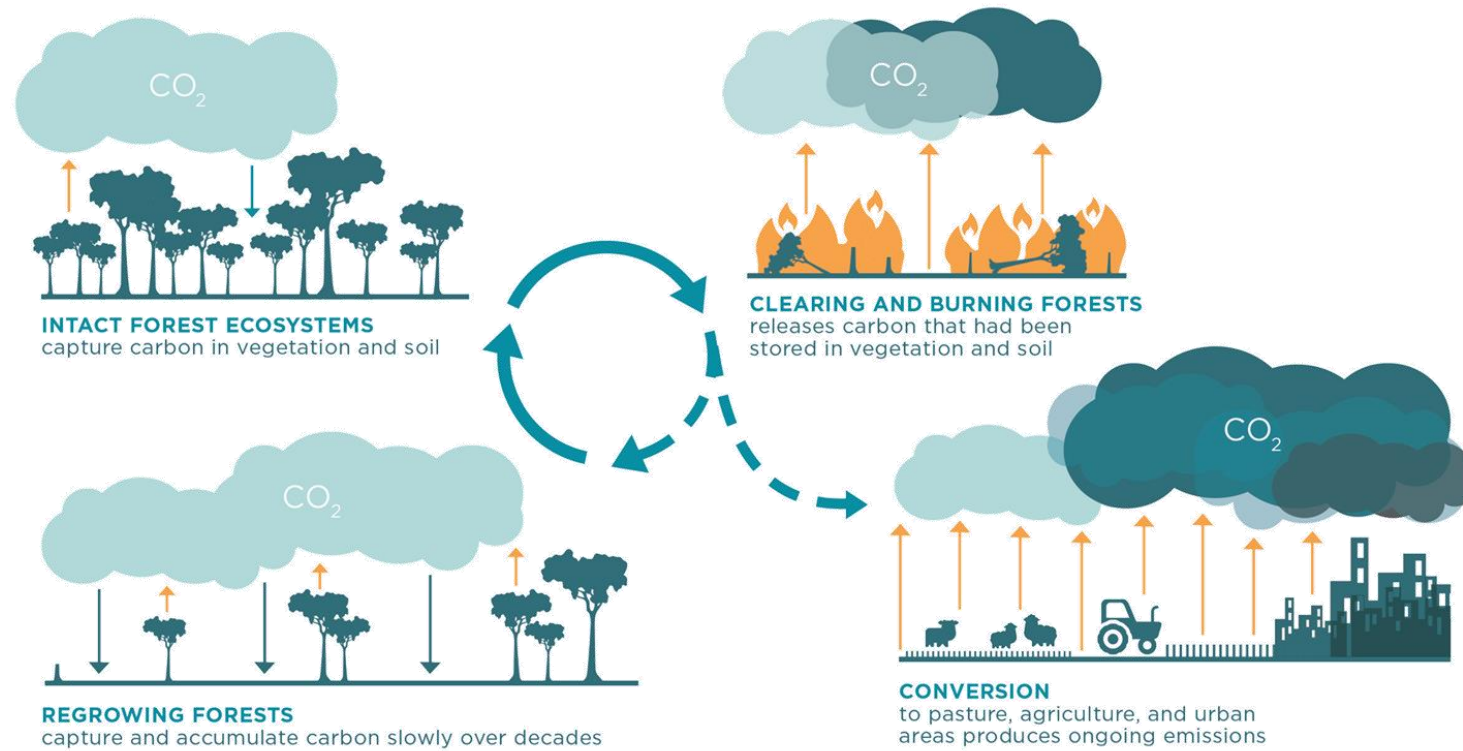 CO₂
INTACT FOREST ECOSYSTEMS
capture carbon in vegetation and soil
CO₂
CLEARING AND BURNING FORESTS
releases carbon that had been
stored in vegetation and soil
CO₂
REGROWING FORESTS
capture and accumulate carbon slowly over decades
CO₂
CONVERSION
to pasture, agriculture, and urban
areas produces ongoing emissions